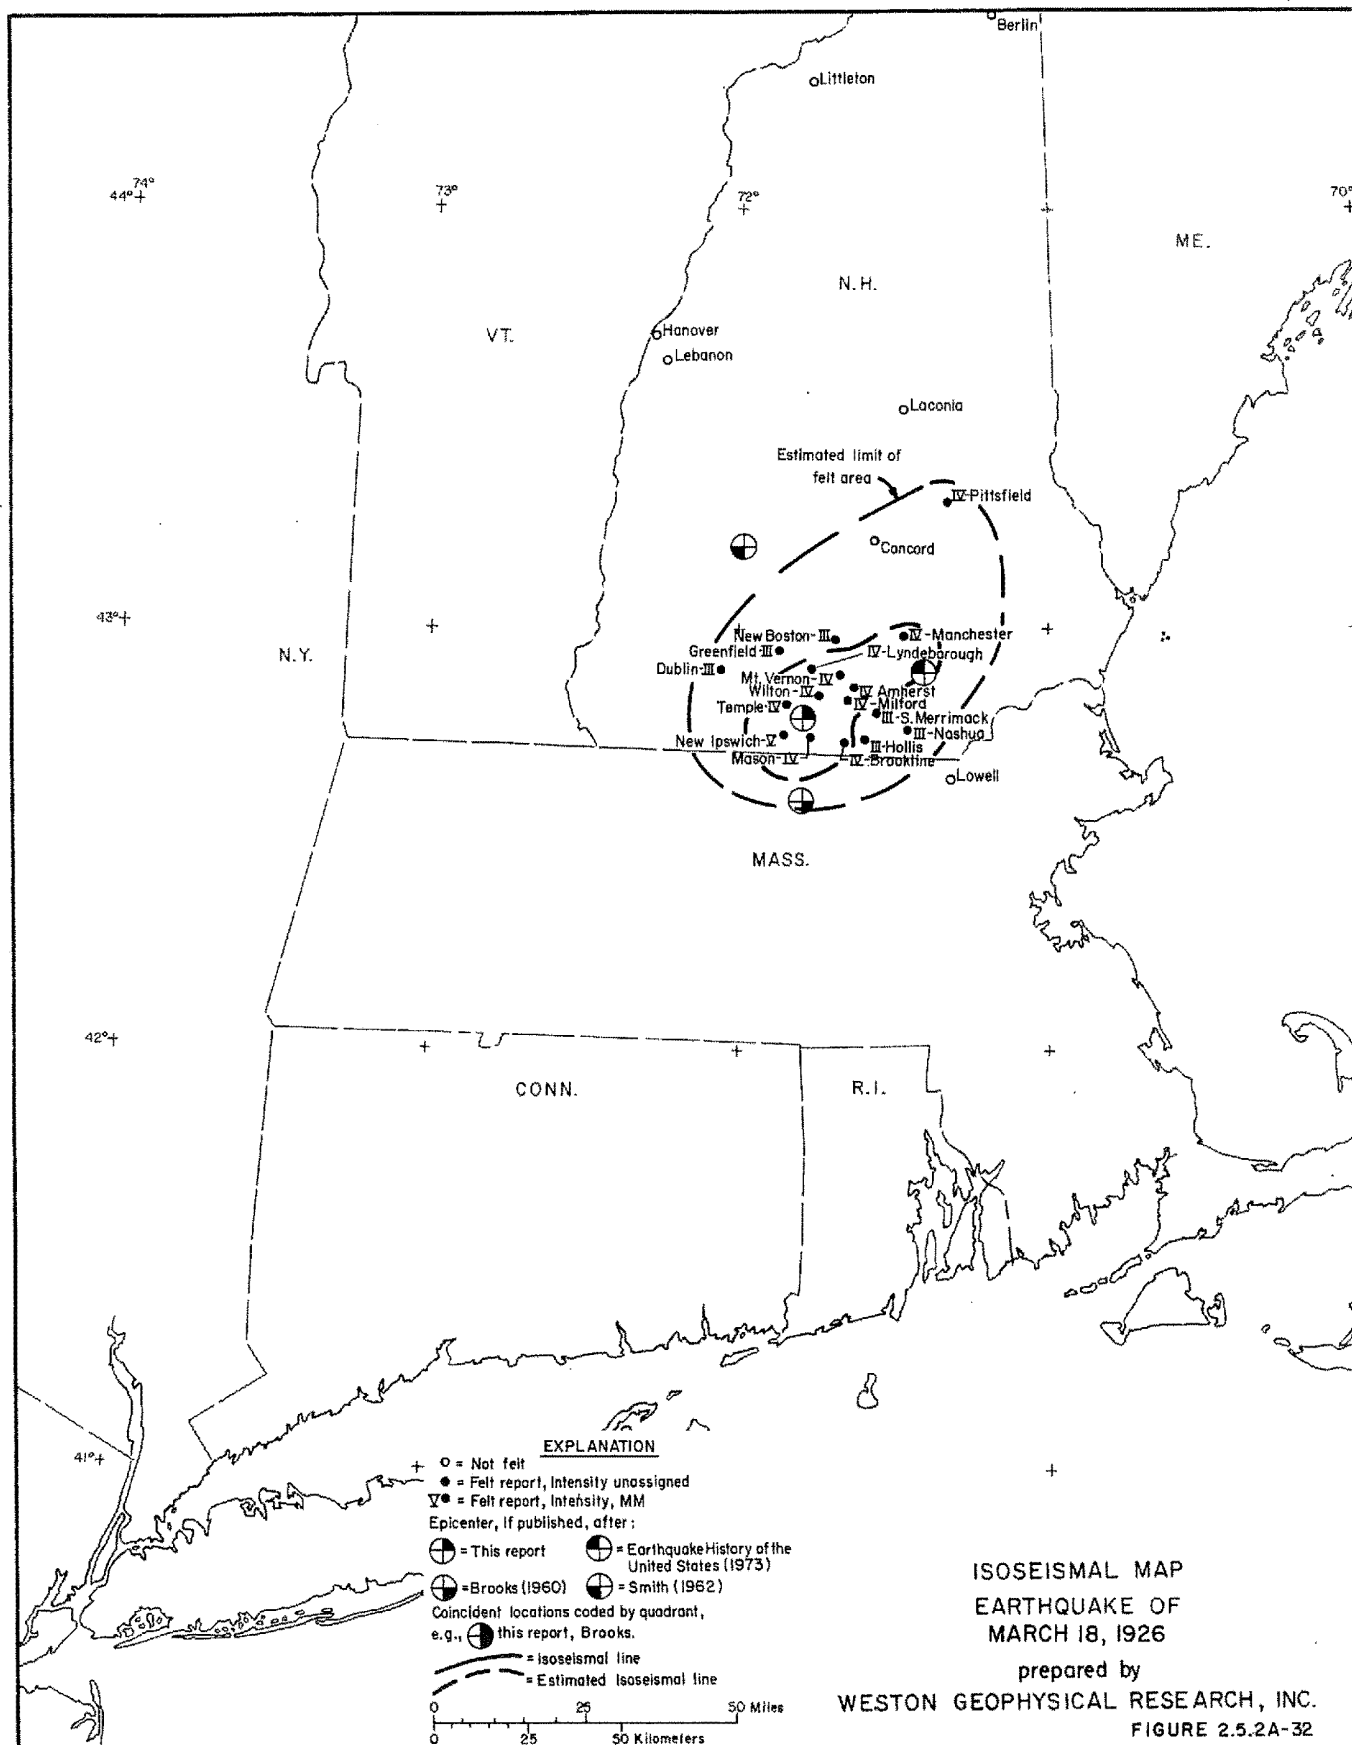 Berlin
Littleton
74°
44°
73°
72°
70°
ME.
N.H.
VT.
Hanover
Lebanon
Laconia
Estimated limit of
felt area
IV-Pittsfield
Concord
43°
N.Y.
New Boston-III
IV-Manchester
Greenfield-III
IV-Lyndeborough
Dublin-III
Mt. Vernon-IV
Wilton-IV
IV Amherst
Temple-IV
IV-Milford
III-S. Merrimack
III-Nashua
New Ipswich-V
III-Hollis
Mason-IV
IV-Brookline
Lowell
MASS.
42°
CONN.
R.I.
41°
EXPLANATION
= Not felt
= Felt report, Intensity unassigned
V = Felt report, Intensity, MM
Epicenter, if published, after:
= This report
= Earthquake History of the
United States (1973)
= Brooks (1960)
= Smith (1962)
Coincident locations coded by quadrant,
e.g., this report, Brooks.
= Isoseismal line
= Estimated Isoseismal line
0 25 50 Miles
0 25 50 Kilometers
ISOSEISMAL MAP
EARTHQUAKE OF
MARCH 18, 1926
prepared by
WESTON GEOPHYSICAL RESEARCH, INC.
FIGURE 2.5.2A-32